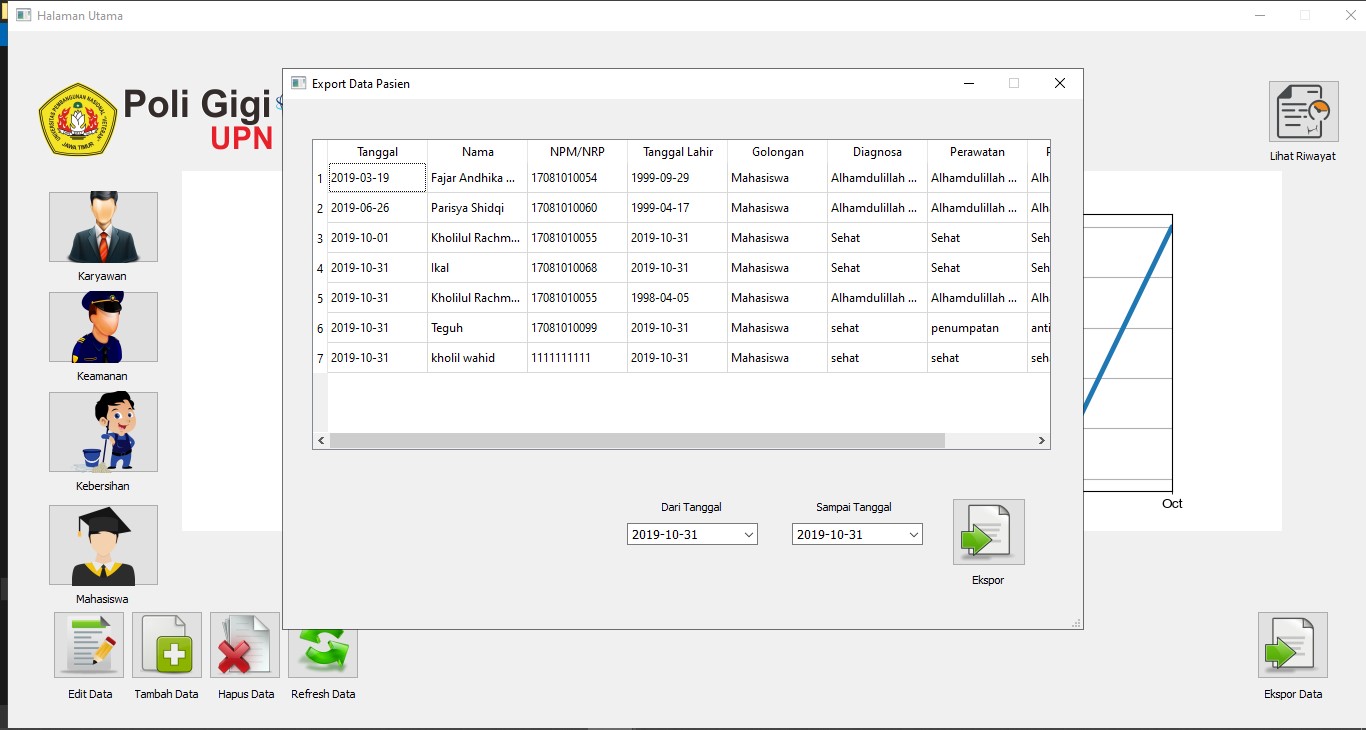 Halaman Utama
Poli Gigi
UPN
UNIVERSITAS PEMBANGUNAN NASIONAL "VETERAN"
JAWA TIMUR
Lihat Riwayat
Karyawan
Keamanan
Kebersihan
Mahasiswa
Export Data Pasien
Tanggal Nama NPM/NRP Tanggal Lahir Golongan Diagnosa Perawatan
1 2019-03-19 Fajar Andhika ... 17081010054 1999-09-29 Mahasiswa Alhamdulillah ... Alhamdulillah ... Alh
2 2019-06-26 Parisya Shidqi 17081010060 1999-04-17 Mahasiswa Alhamdulillah ... Alhamdulillah ... Alh
3 2019-10-01 Kholilul Rachm... 17081010055 2019-10-31 Mahasiswa Sehat Sehat Seh
4 2019-10-31 Ikal 17081010068 2019-10-31 Mahasiswa Sehat Sehat Seh
5 2019-10-31 Kholilul Rachm... 17081010055 1998-04-05 Mahasiswa Alhamdulillah ... Alhamdulillah ... Alh
6 2019-10-31 Teguh 17081010099 2019-10-31 Mahasiswa sehat penumpatan anti
7 2019-10-31 kholil wahid 1111111111 2019-10-31 Mahasiswa sehat sehat seh
Dari Tanggal Sampai Tanggal
2019-10-31 2019-10-31
Ekspor
Oct
Edit Data Tambah Data Hapus Data Refresh Data Ekspor Data